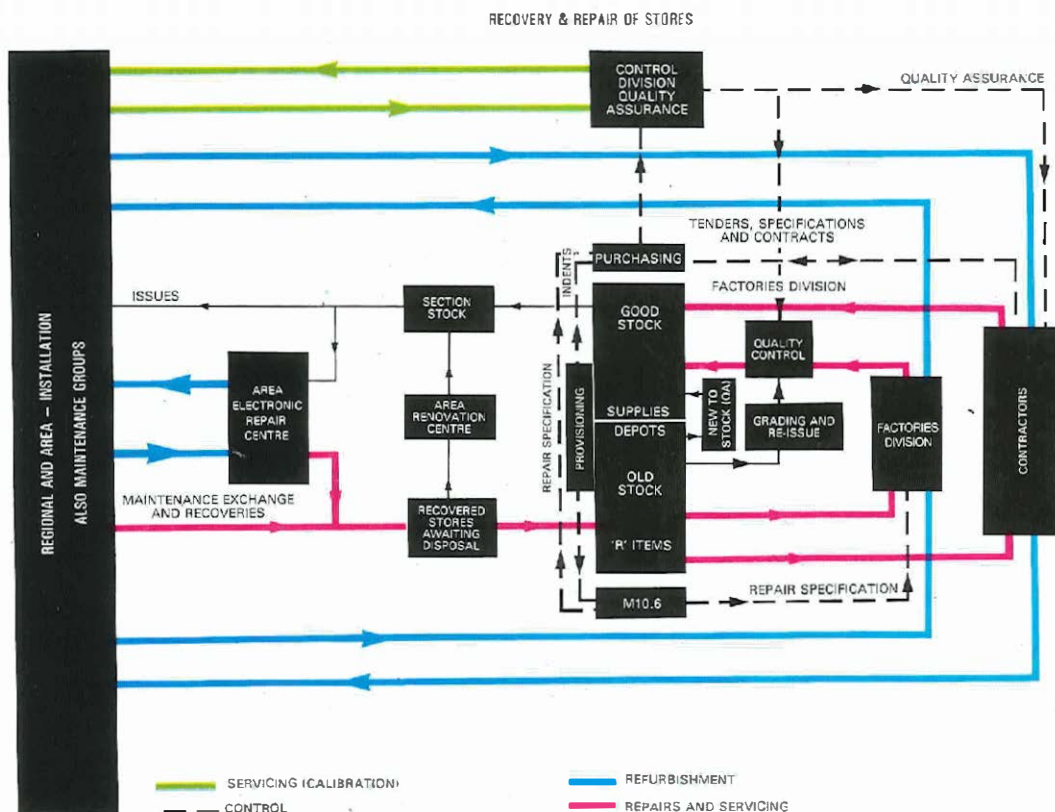 RECOVERY & REPAIR OF STORES
CONTROL
DIVISION
QUALITY
ASSURANCE
QUALITY ASSURANCE
TENDERS, SPECIFICATIONS
AND CONTRACTS
INDENTS
PURCHASING
FACTORIES DIVISION
ISSUES
SECTION
STOCK
GOOD
STOCK
QUALITY
CONTROL
REGIONAL AND AREA – INSTALLATION
ALSO MAINTENANCE GROUPS
AREA
ELECTRONIC
REPAIR
CENTRE
AREA
RENOVATION
CENTRE
REPAIR SPECIFICATION
PROVISIONING
SUPPLIES
DEPOTS
NEW TO
STOCK (QA)
GRADING AND
RE-ISSUE
FACTORIES
DIVISION
CONTRACTORS
MAINTENANCE EXCHANGE
AND RECOVERIES
RECOVERED
STORES
AWAITING
DISPOSAL
OLD
STOCK
'R' ITEMS
M10.6
REPAIR SPECIFICATION
SERVICING (CALIBRATION)
CONTROL
REFURBISHMENT
REPAIRS AND SERVICING